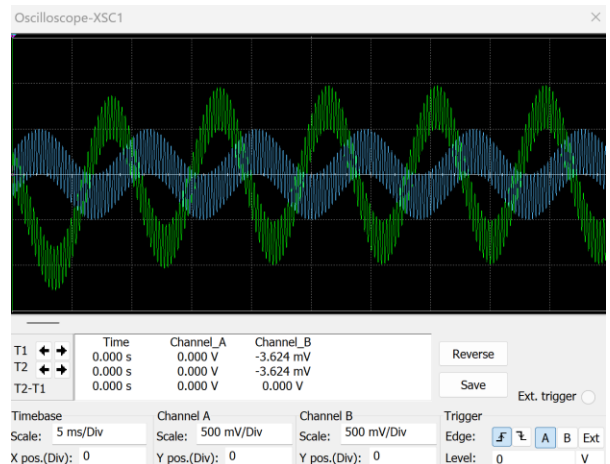 Oscilloscope-XSC1
Time Channel_A Channel_B
T1 0.000 s 0.000 V -3.624 mV
T2 0.000 s 0.000 V -3.624 mV
T2-T1 0.000 s 0.000 V 0.000 V
Reverse
Save
Ext. trigger
Timebase
Scale: 5 ms/Div
X pos.(Div): 0
Channel A
Scale: 500 mV/Div
Y pos.(Div): 0
Channel B
Scale: 500 mV/Div
Y pos.(Div): 0
Trigger
Edge: A B Ext
Level: 0 V